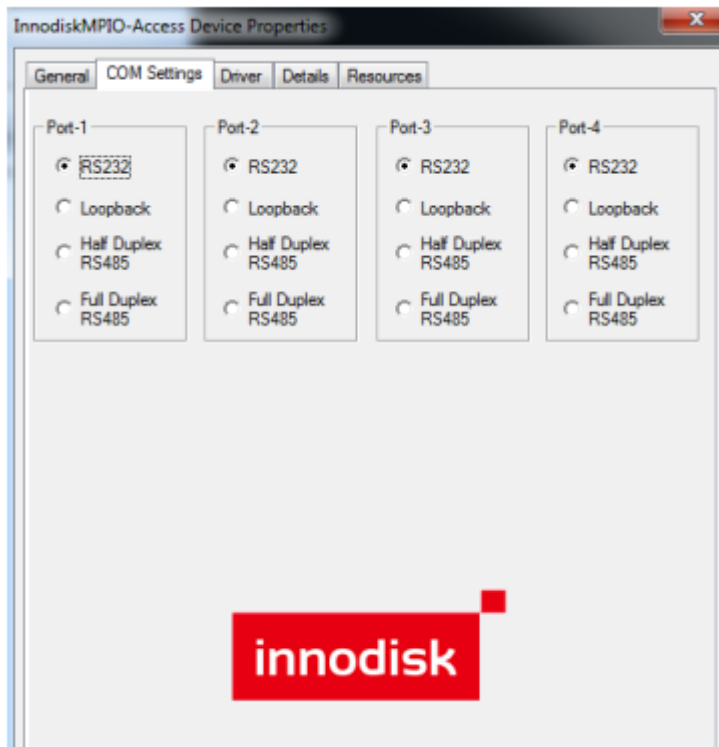 InnodiskMPIO-Access Device Properties
General COM Settings Driver Details Resources
Port-1 Port-2 Port-3 Port-4
RS232 RS232 RS232 RS232
Loopback Loopback Loopback Loopback
Half Duplex Half Duplex Half Duplex Half Duplex
RS485 RS485 RS485 RS485
Full Duplex Full Duplex Full Duplex Full Duplex
RS485 RS485 RS485 RS485
innodisk